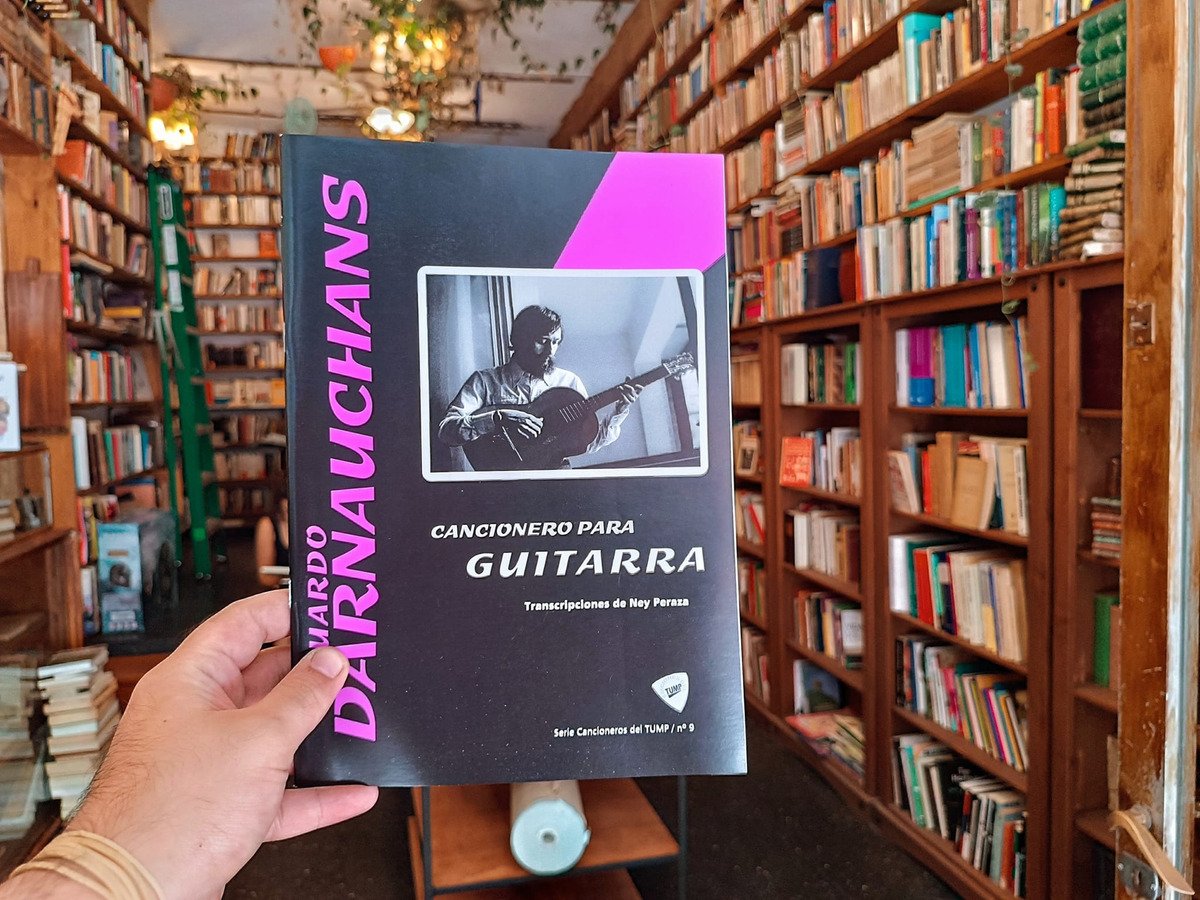 UARDO
DARNAUCHANS
CANCIONERO PARA
GUITARRA
Transcripciones de Ney Peraza
TUMP
Serie Cancioneros del TUMP / nº 9